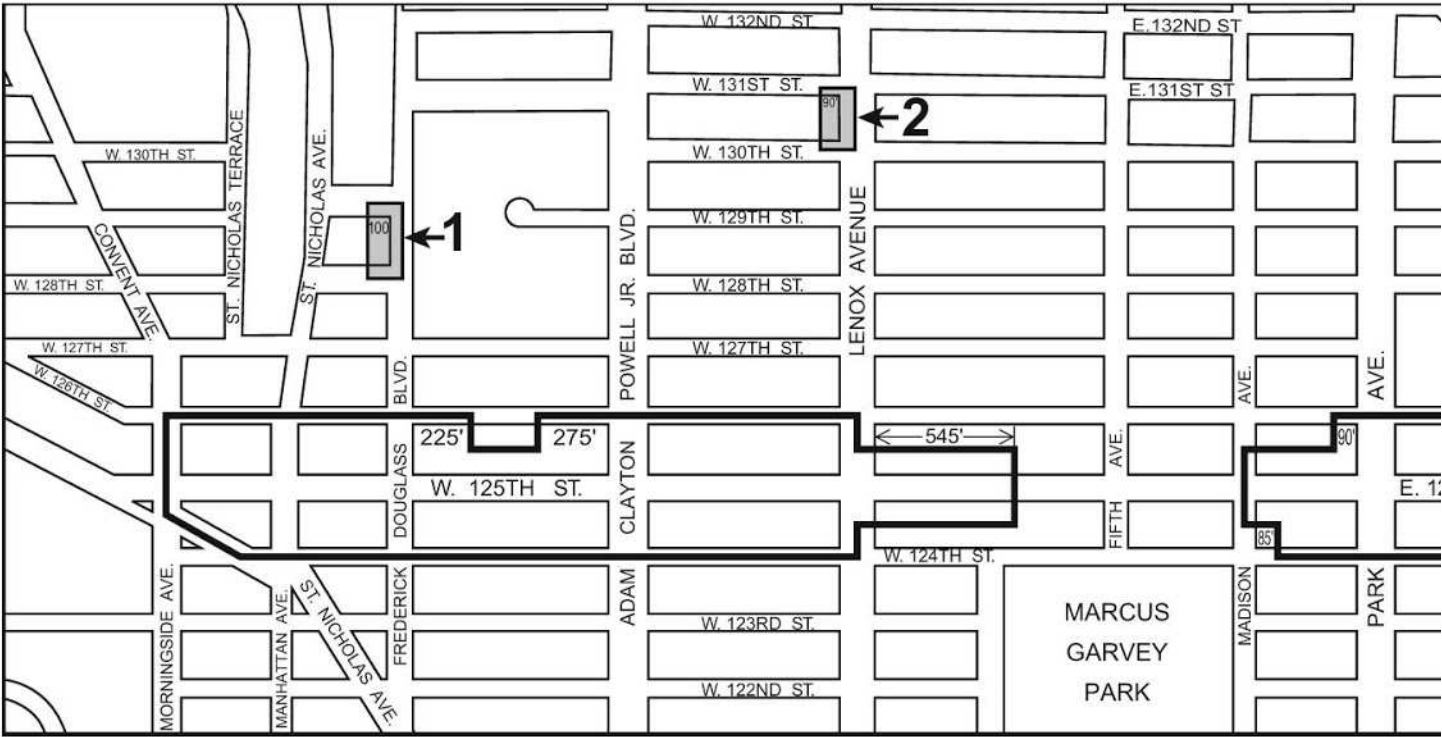 W. 132ND ST.
E.132ND ST
W. 131ST ST.
E.131ST ST
90'
2
W. 130TH ST.
W. 130TH ST.
ST. NICHOLAS TERRACE
ST. NICHOLAS AVE.
100
1
W. 129TH ST.
CONVENT AVE.
POWELL JR. BLVD.
LENOX AVENUE
W. 128TH ST.
W. 128TH ST.
W. 127TH ST.
W. 127TH ST.
W. 126TH ST.
BLVD.
AVE.
AVE.
225'
275'
545'
90'
DOUGLASS
CLAYTON
AVE.
W. 125TH ST.
E. 12
FIFTH
85'
W. 124TH ST.
MORNINGSIDE AVE.
MANHATTAN AVE.
ST. NICHOLAS AVE.
FREDERICK
ADAM
MADISON
PARK
MARCUS
GARVEY
PARK
W. 123RD ST.
W. 122ND ST.